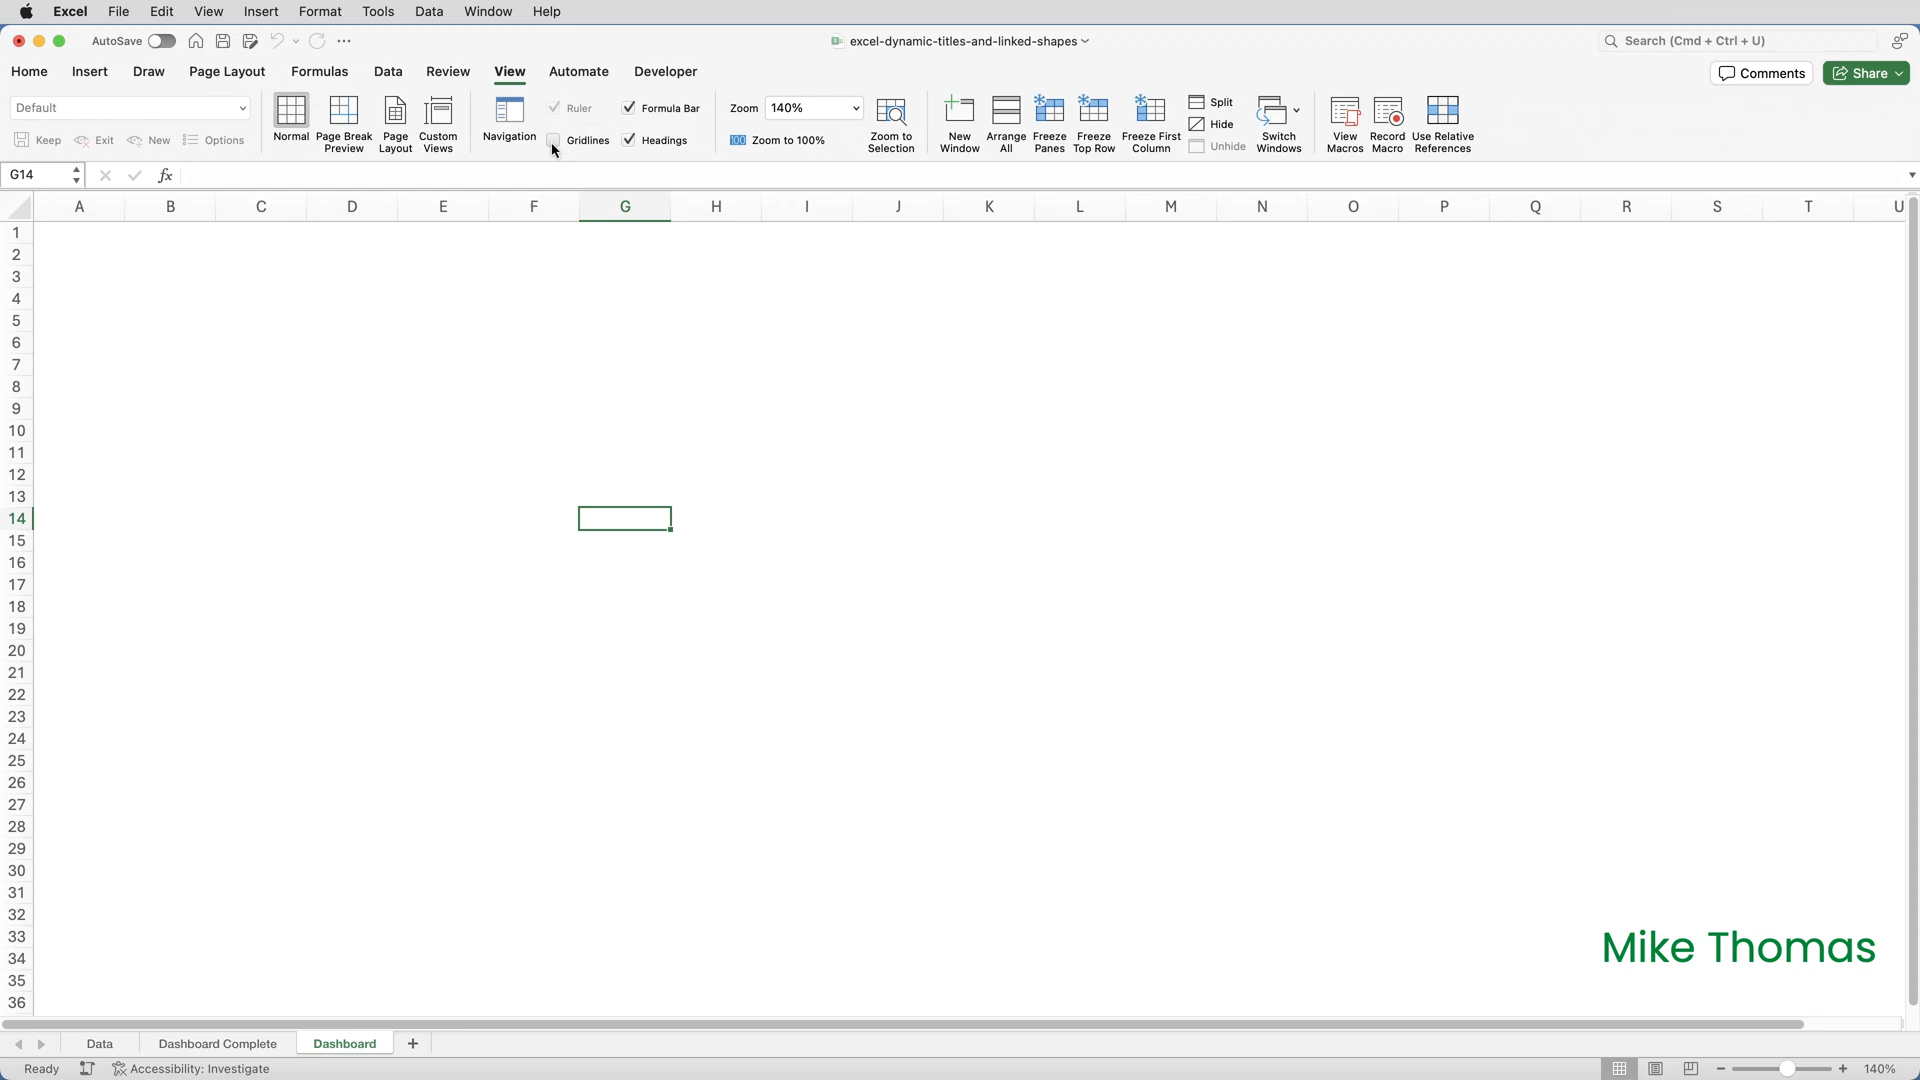 Excel File Edit View Insert Format Tools Data Window Help
AutoSave excel-dynamic-titles-and-linked-shapes Search (Cmd + Ctrl + U)
Home Insert Draw Page Layout Formulas Data Review View Automate Developer Comments Share
Default
Keep Exit New Options
Normal
Page Break
Preview
Page
Layout
Custom
Views
Navigation
Ruler
Formula Bar
Gridlines
Headings
Zoom 140%
100 Zoom to 100%
Zoom to
Selection
New
Window
Arrange
All
Freeze
Panes
Freeze
Top Row
Freeze First
Column
Split
Hide
Unhide
Switch
Windows
View
Macros
Record
Macro
Use Relative
References
G14 fx
A B C D E F G H I J K L M N O P Q R S T U
1
2
3
4
5
6
7
8
9
10
11
12
13
14
15
16
17
18
19
20
21
22
23
24
25
26
27
28
29
30
31
32
33
34
35
36
Mike Thomas
Data Dashboard Complete Dashboard +
Ready Accessibility: Investigate 140%